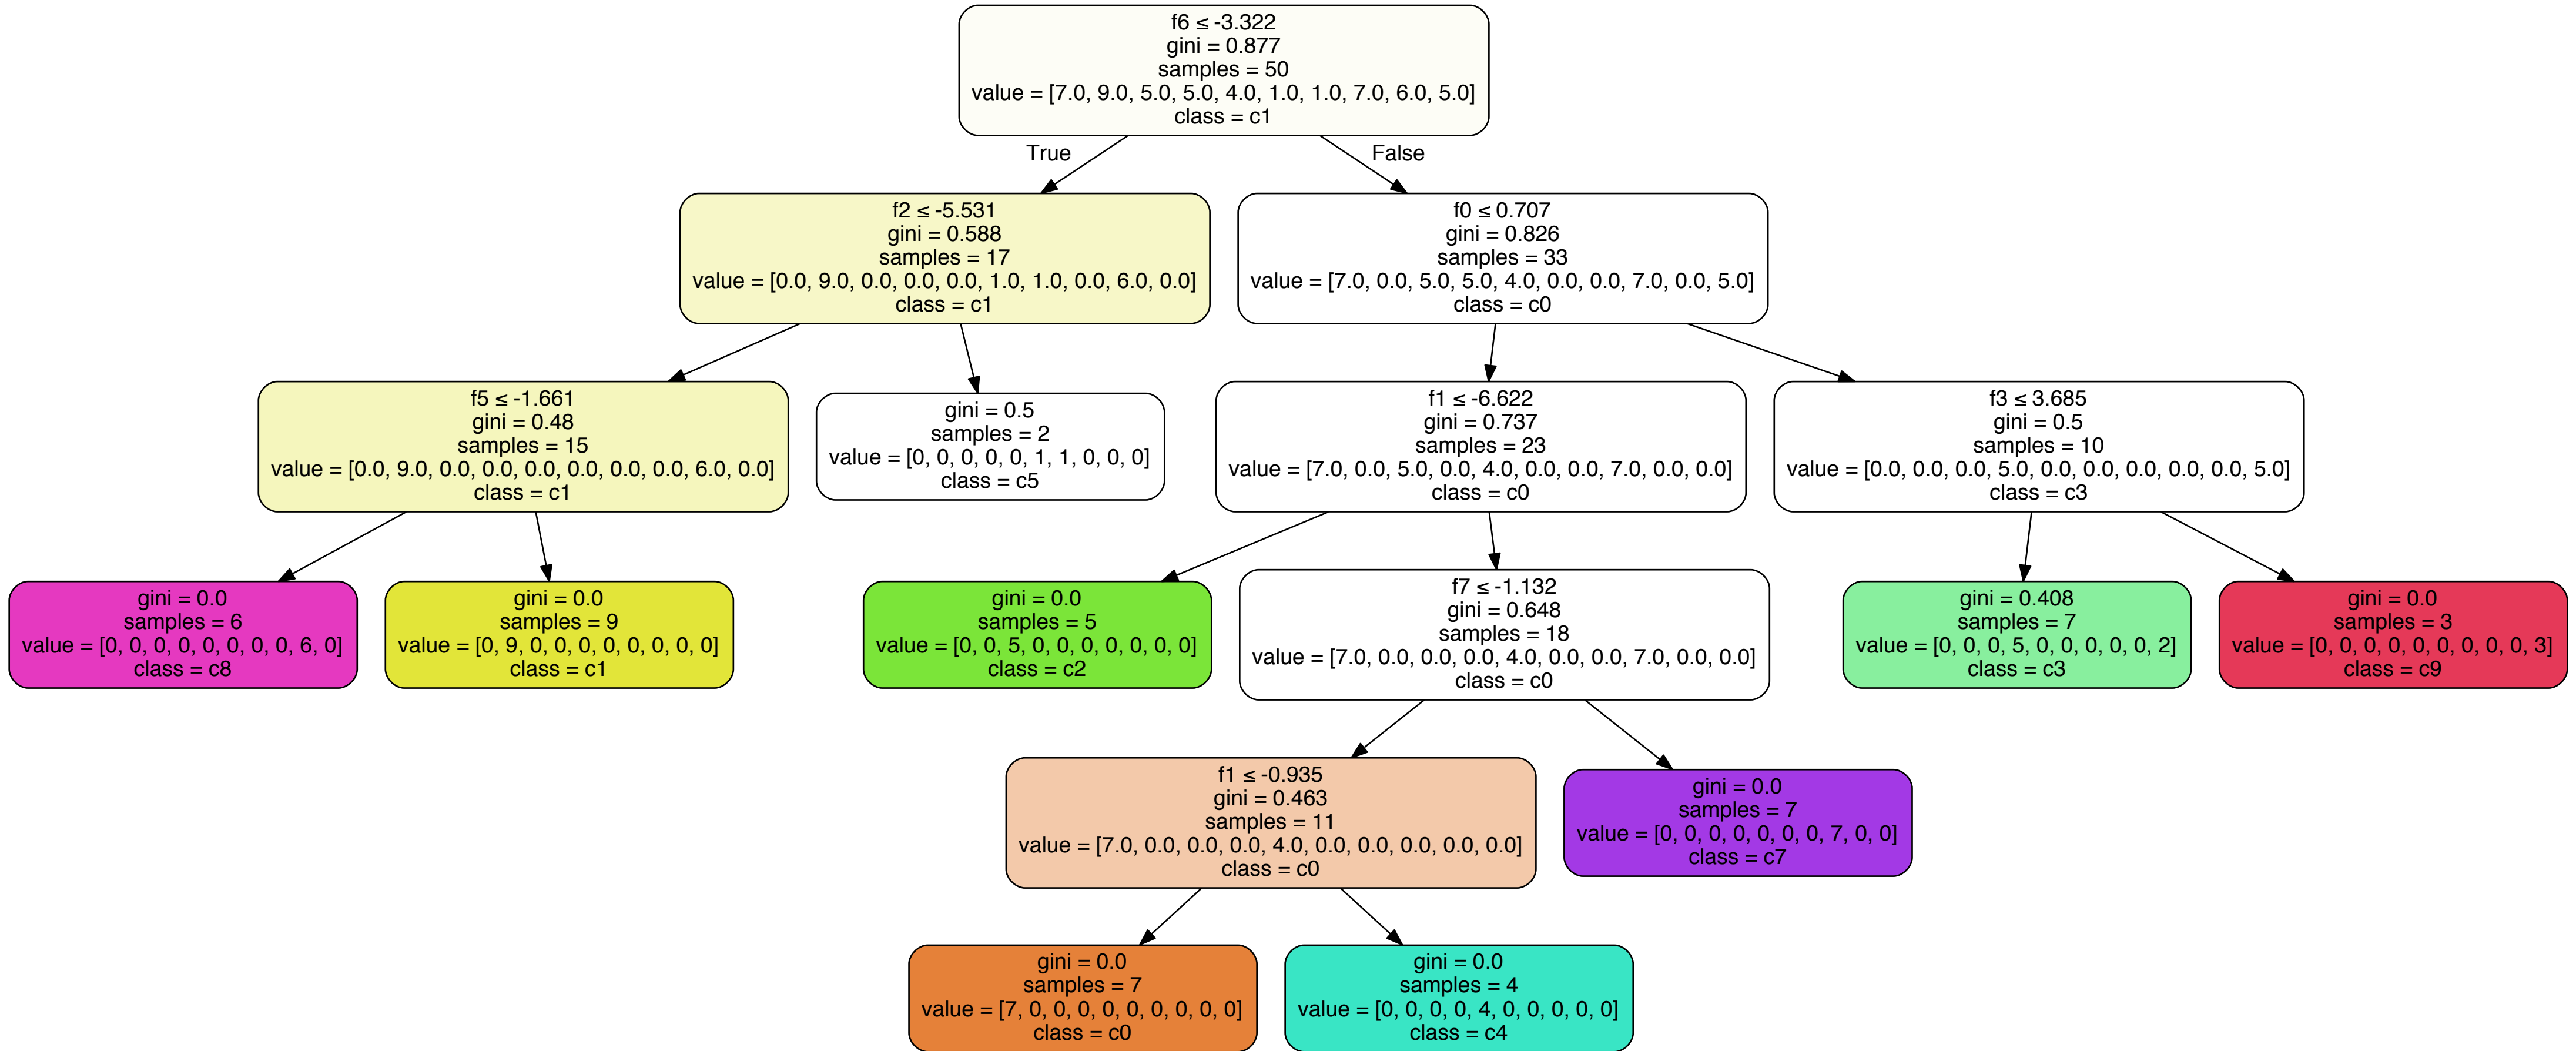 f6 ≤ -3.322
gini = 0.877
samples = 50
value = [7.0, 9.0, 5.0, 5.0, 4.0, 1.0, 1.0, 7.0, 6.0, 5.0]
class = c1
True
False
f2 ≤ -5.531
gini = 0.588
samples = 17
value = [0.0, 9.0, 0.0, 0.0, 0.0, 1.0, 1.0, 0.0, 6.0, 0.0]
class = c1
f0 ≤ 0.707
gini = 0.826
samples = 33
value = [7.0, 0.0, 5.0, 5.0, 4.0, 0.0, 0.0, 7.0, 0.0, 5.0]
class = c0
f5 ≤ -1.661
gini = 0.48
samples = 15
value = [0.0, 9.0, 0.0, 0.0, 0.0, 0.0, 0.0, 0.0, 6.0, 0.0]
class = c1
gini = 0.5
samples = 2
value = [0, 0, 0, 0, 0, 1, 1, 0, 0, 0]
class = c5
f1 ≤ -6.622
gini = 0.737
samples = 23
value = [7.0, 0.0, 5.0, 0.0, 4.0, 0.0, 0.0, 7.0, 0.0, 0.0]
class = c0
f3 ≤ 3.685
gini = 0.5
samples = 10
value = [0.0, 0.0, 0.0, 5.0, 0.0, 0.0, 0.0, 0.0, 0.0, 5.0]
class = c3
gini = 0.0
samples = 6
value = [0, 0, 0, 0, 0, 0, 0, 0, 6, 0]
class = c8
gini = 0.0
samples = 9
value = [0, 9, 0, 0, 0, 0, 0, 0, 0, 0]
class = c1
gini = 0.0
samples = 5
value = [0, 0, 5, 0, 0, 0, 0, 0, 0, 0]
class = c2
f7 ≤ -1.132
gini = 0.648
samples = 18
value = [7.0, 0.0, 0.0, 0.0, 4.0, 0.0, 0.0, 7.0, 0.0, 0.0]
class = c0
gini = 0.408
samples = 7
value = [0, 0, 0, 5, 0, 0, 0, 0, 0, 2]
class = c3
gini = 0.0
samples = 3
value = [0, 0, 0, 0, 0, 0, 0, 0, 0, 3]
class = c9
f1 ≤ -0.935
gini = 0.463
samples = 11
value = [7.0, 0.0, 0.0, 0.0, 4.0, 0.0, 0.0, 0.0, 0.0, 0.0]
class = c0
gini = 0.0
samples = 7
value = [0, 0, 0, 0, 0, 0, 0, 7, 0, 0]
class = c7
gini = 0.0
samples = 7
value = [7, 0, 0, 0, 0, 0, 0, 0, 0, 0]
class = c0
gini = 0.0
samples = 4
value = [0, 0, 0, 0, 4, 0, 0, 0, 0, 0]
class = c4